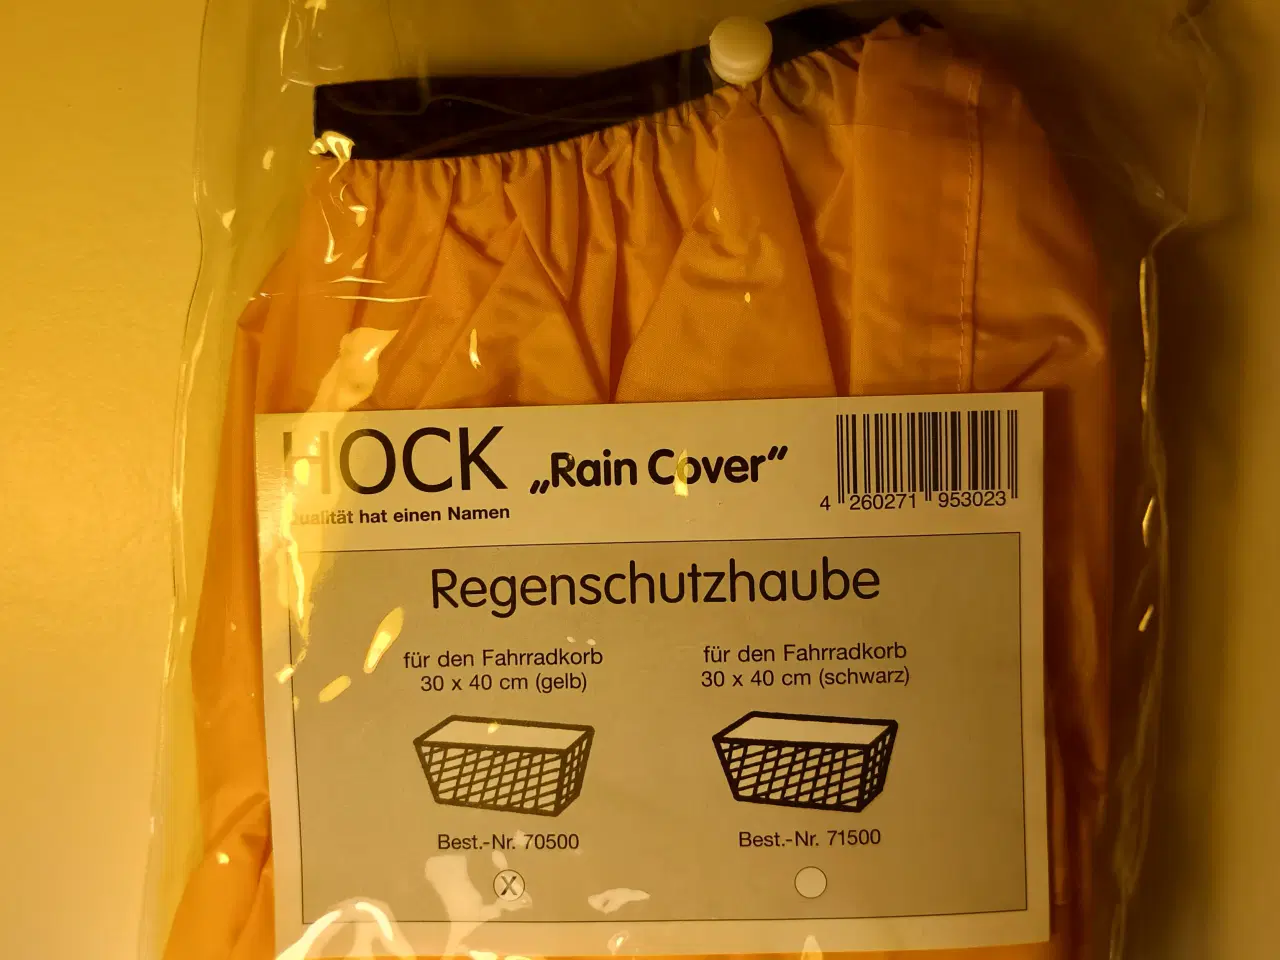 HOCK „Rain Cover“
Qualität hat einen Namen
4 260271 953023
Regenschutzhaube
für den Fahrradkorb
30 x 40 cm (gelb)
für den Fahrradkorb
30 x 40 cm (schwarz)
Best.-Nr. 70500
Best.-Nr. 71500
X